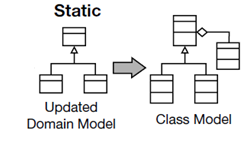 Static
Updated
Domain Model
Class Model